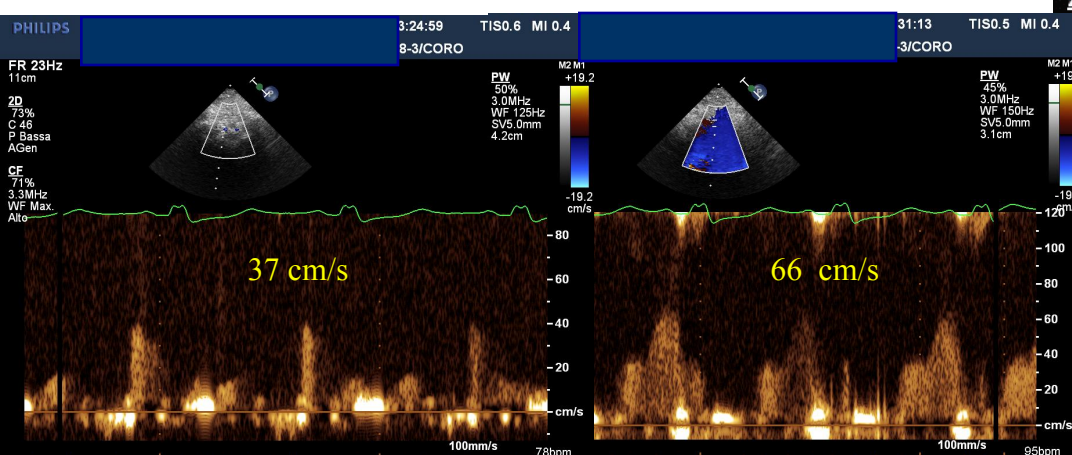 PHILIPS
3:24:59
TIS0.6 MI 0.4
8-3/CORO
FR 23Hz
11cm
2D
73%
C 46
P Bassa
AGen
CF
71%
3.3MHz
WF Max.
Alto
PW
50%
3.0MHz
WF 125Hz
SV5.0mm
4.2cm
M2 M1
+19.2
-19.2
cm/s
37 cm/s
80
60
40
20
cm/s
100mm/s
78bpm
31:13
TIS0.5 MI 0.4
-3/CORO
PW
45%
3.0MHz
WF 150Hz
SV5.0mm
3.1cm
M2 M1
+19.
-19.
66 cm/s
120
100
80
60
40
20
cm/s
100mm/s
95bpm